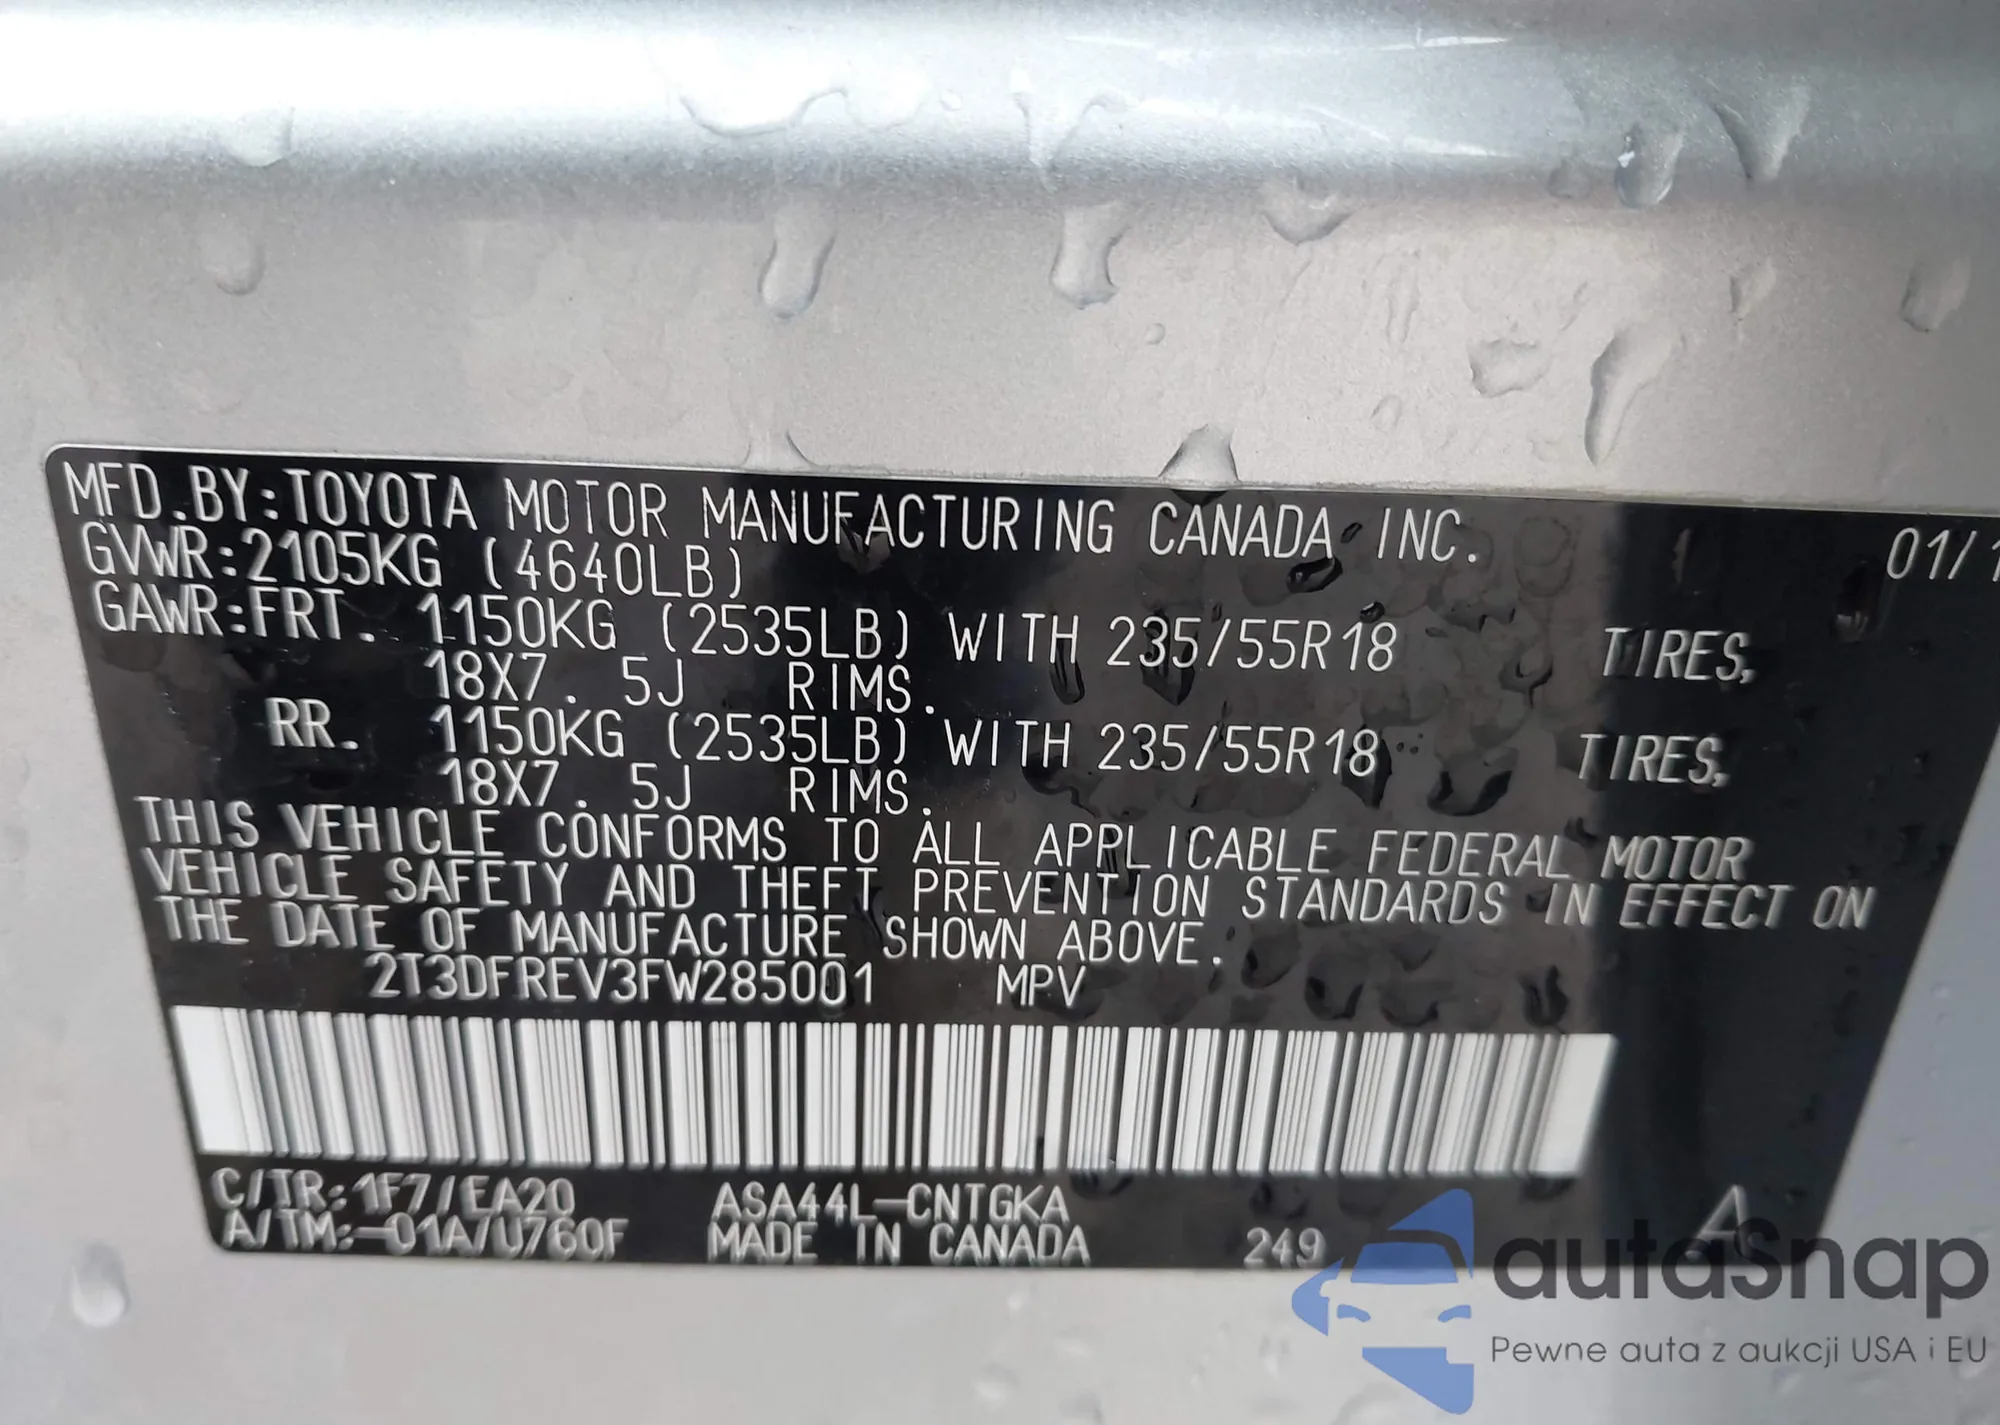 MFD.BY:TOYOTA MOTOR MANUFACTURING CANADA INC. 01/1
GVWR:2105KG (4640LB)
GAWR:FRT. 1150KG (2535LB) WITH 235/55R18 TIRES,
18X7.5J RIMS.
RR. 1150KG (2535LB) WITH 235/55R18 TIRES,
18X7.5J RIMS.
THIS VEHICLE CONFORMS TO ALL APPLICABLE FEDERAL MOTOR
VEHICLE SAFETY AND THEFT PREVENTION STANDARDS IN EFFECT ON
THE DATE OF MANUFACTURE SHOWN ABOVE.
2T3DFREV3FW285001 MPV
C/TR:1F7/EA20 ASA44L-CNTGKA
A/TM:-01A/U760F MADE IN CANADA 249 A
autaSnap
Pewne auta z aukcji USA i EU